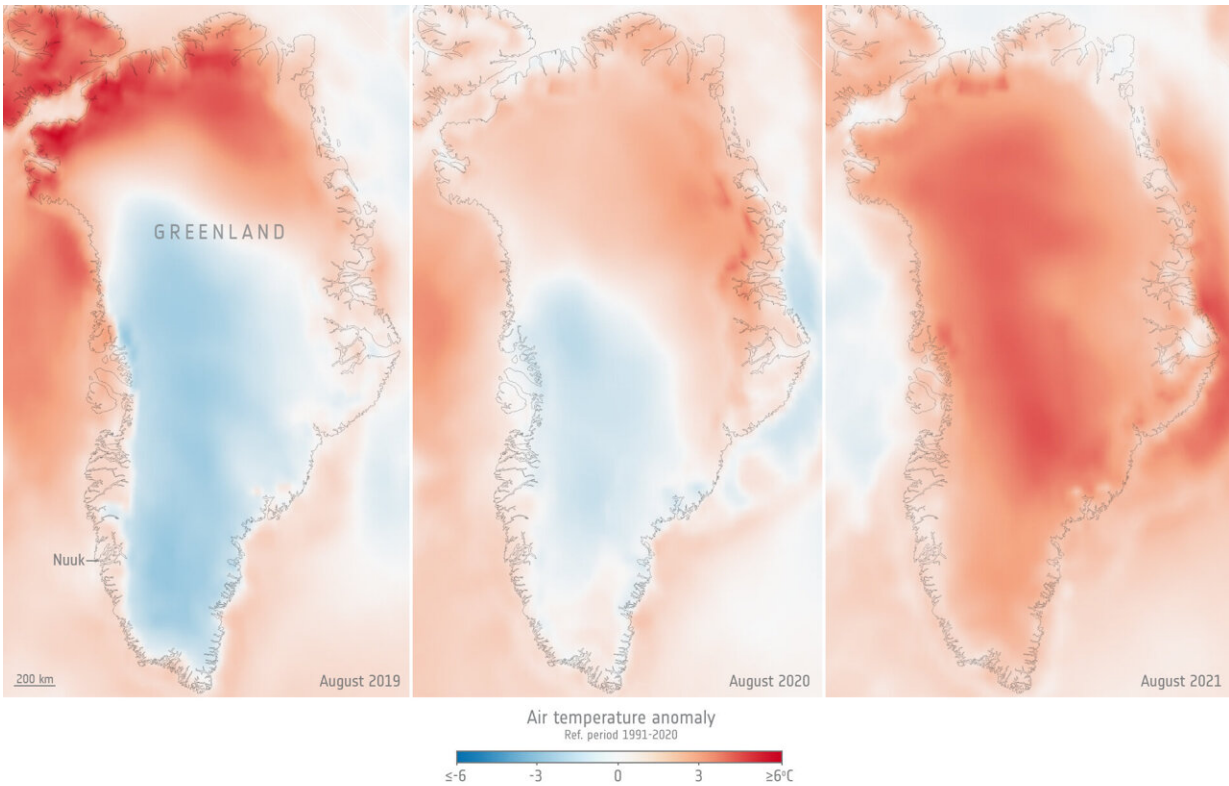 GREENLAND
Nuuk
200 km
August 2019
August 2020
August 2021
Air temperature anomaly
Ref. period 1991-2020
≤-6 -3 0 3 ≥6°C